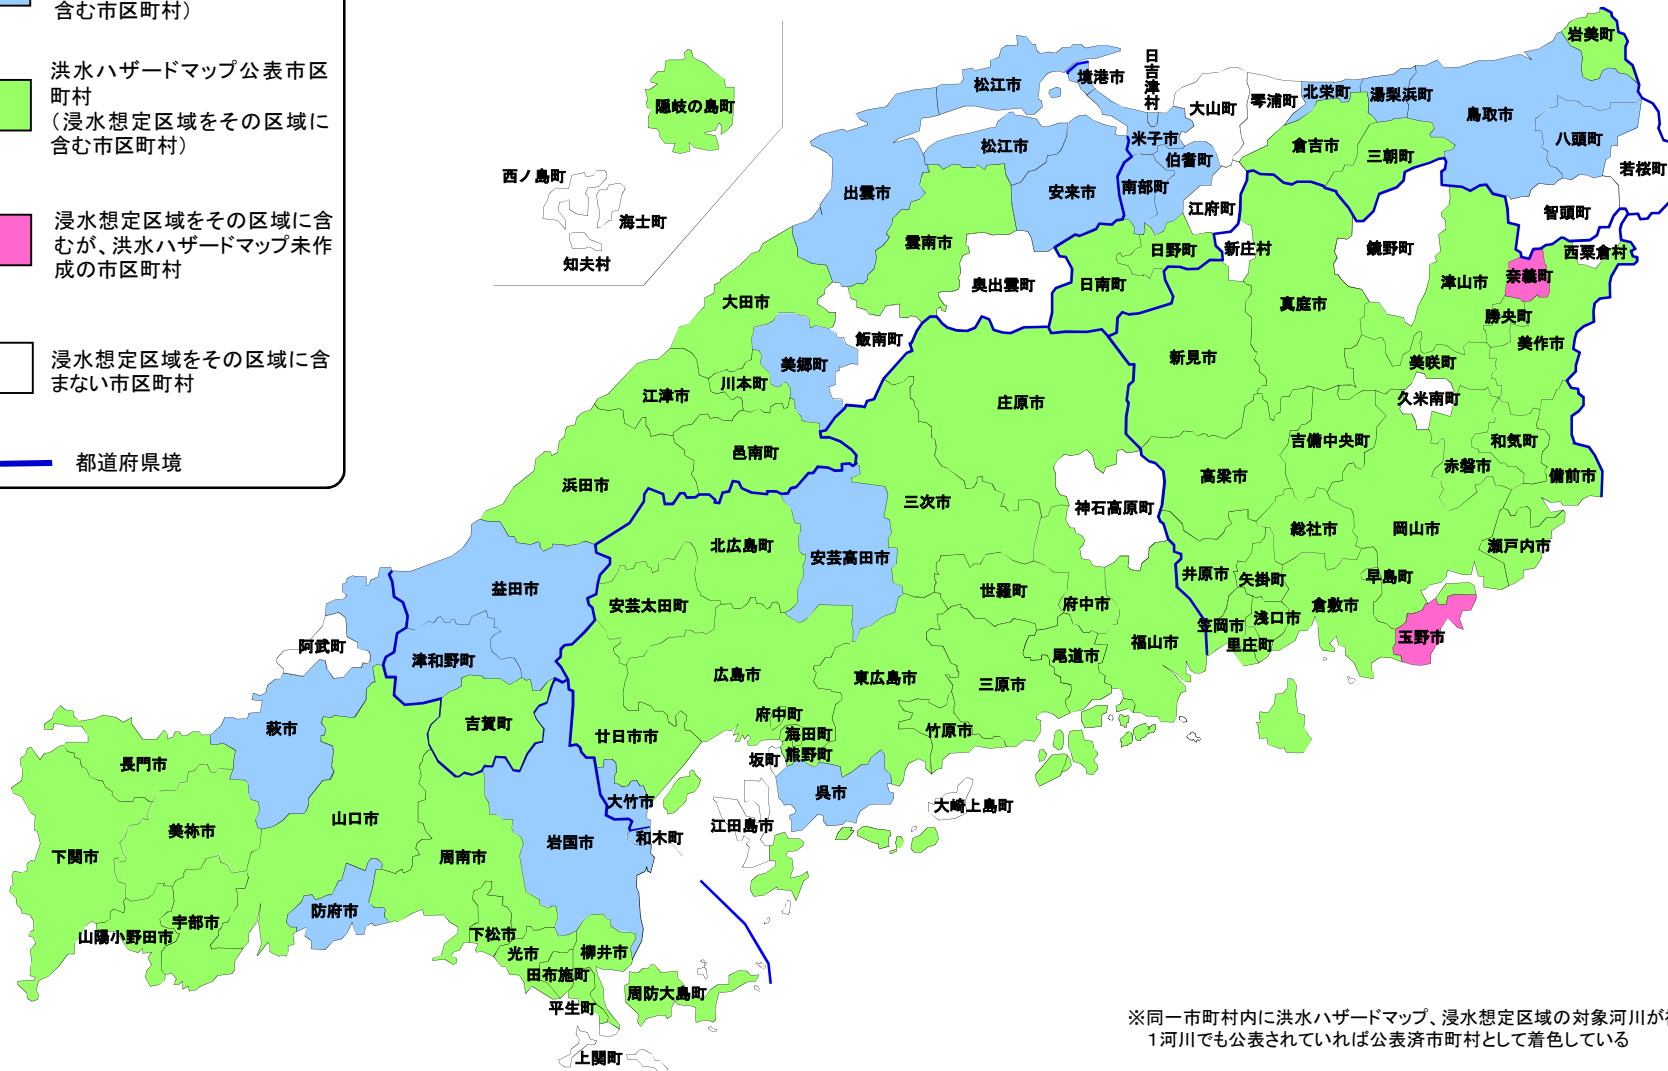 含む市区町村）
洪水ハザードマップ公表市区
町村
（浸水想定区域をその区域に
含む市区町村）
浸水想定区域をその区域に含
むが、洪水ハザードマップ未作
成の市区町村
浸水想定区域をその区域に含
まない市区町村
都道府県境
隠岐の島町
西ノ島町
海士町
知夫村
松江市
境港市
日吉津村
大山町
琴浦町
北栄町
湯梨浜町
鳥取市
岩美町
八頭町
若桜町
智頭町
松江市
米子市
伯耆町
倉吉市
三朝町
出雲市
安来市
南部町
江府町
雲南市
日野町
新庄村
鏡野町
西粟倉村
奥出雲町
日南町
真庭市
津山市
奈義町
大田市
飯南町
勝央町
美作市
美郷町
新見市
美咲町
川本町
江津市
庄原市
久米南町
邑南町
吉備中央町
和気町
浜田市
高梁市
赤磐市
備前市
三次市
神石高原町
総社市
岡山市
瀬戸内市
北広島町
安芸高田市
益田市
井原市
矢掛町
早島町
安芸太田町
世羅町
府中市
倉敷市
笠岡市
浅口市
里庄町
玉野市
阿武町
津和野町
福山市
尾道市
広島市
東広島市
三原市
吉賀町
萩市
府中町
海田町
竹原市
廿日市市
坂町
熊野町
長門市
呉市
大竹市
大崎上島町
山口市
美祢市
江田島市
和木町
岩国市
下関市
周南市
防府市
宇部市
山陽小野田市
下松市
光市
柳井市
田布施町
周防大島町
平生町
上関町
※同一市町村内に洪水ハザードマップ、浸水想定区域の対象河川が
1河川でも公表されていれば公表済市町村として着色している